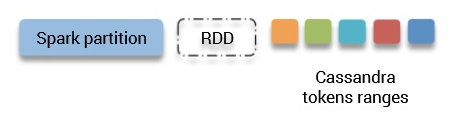 Spark partition
RDD
Cassandra
tokens ranges